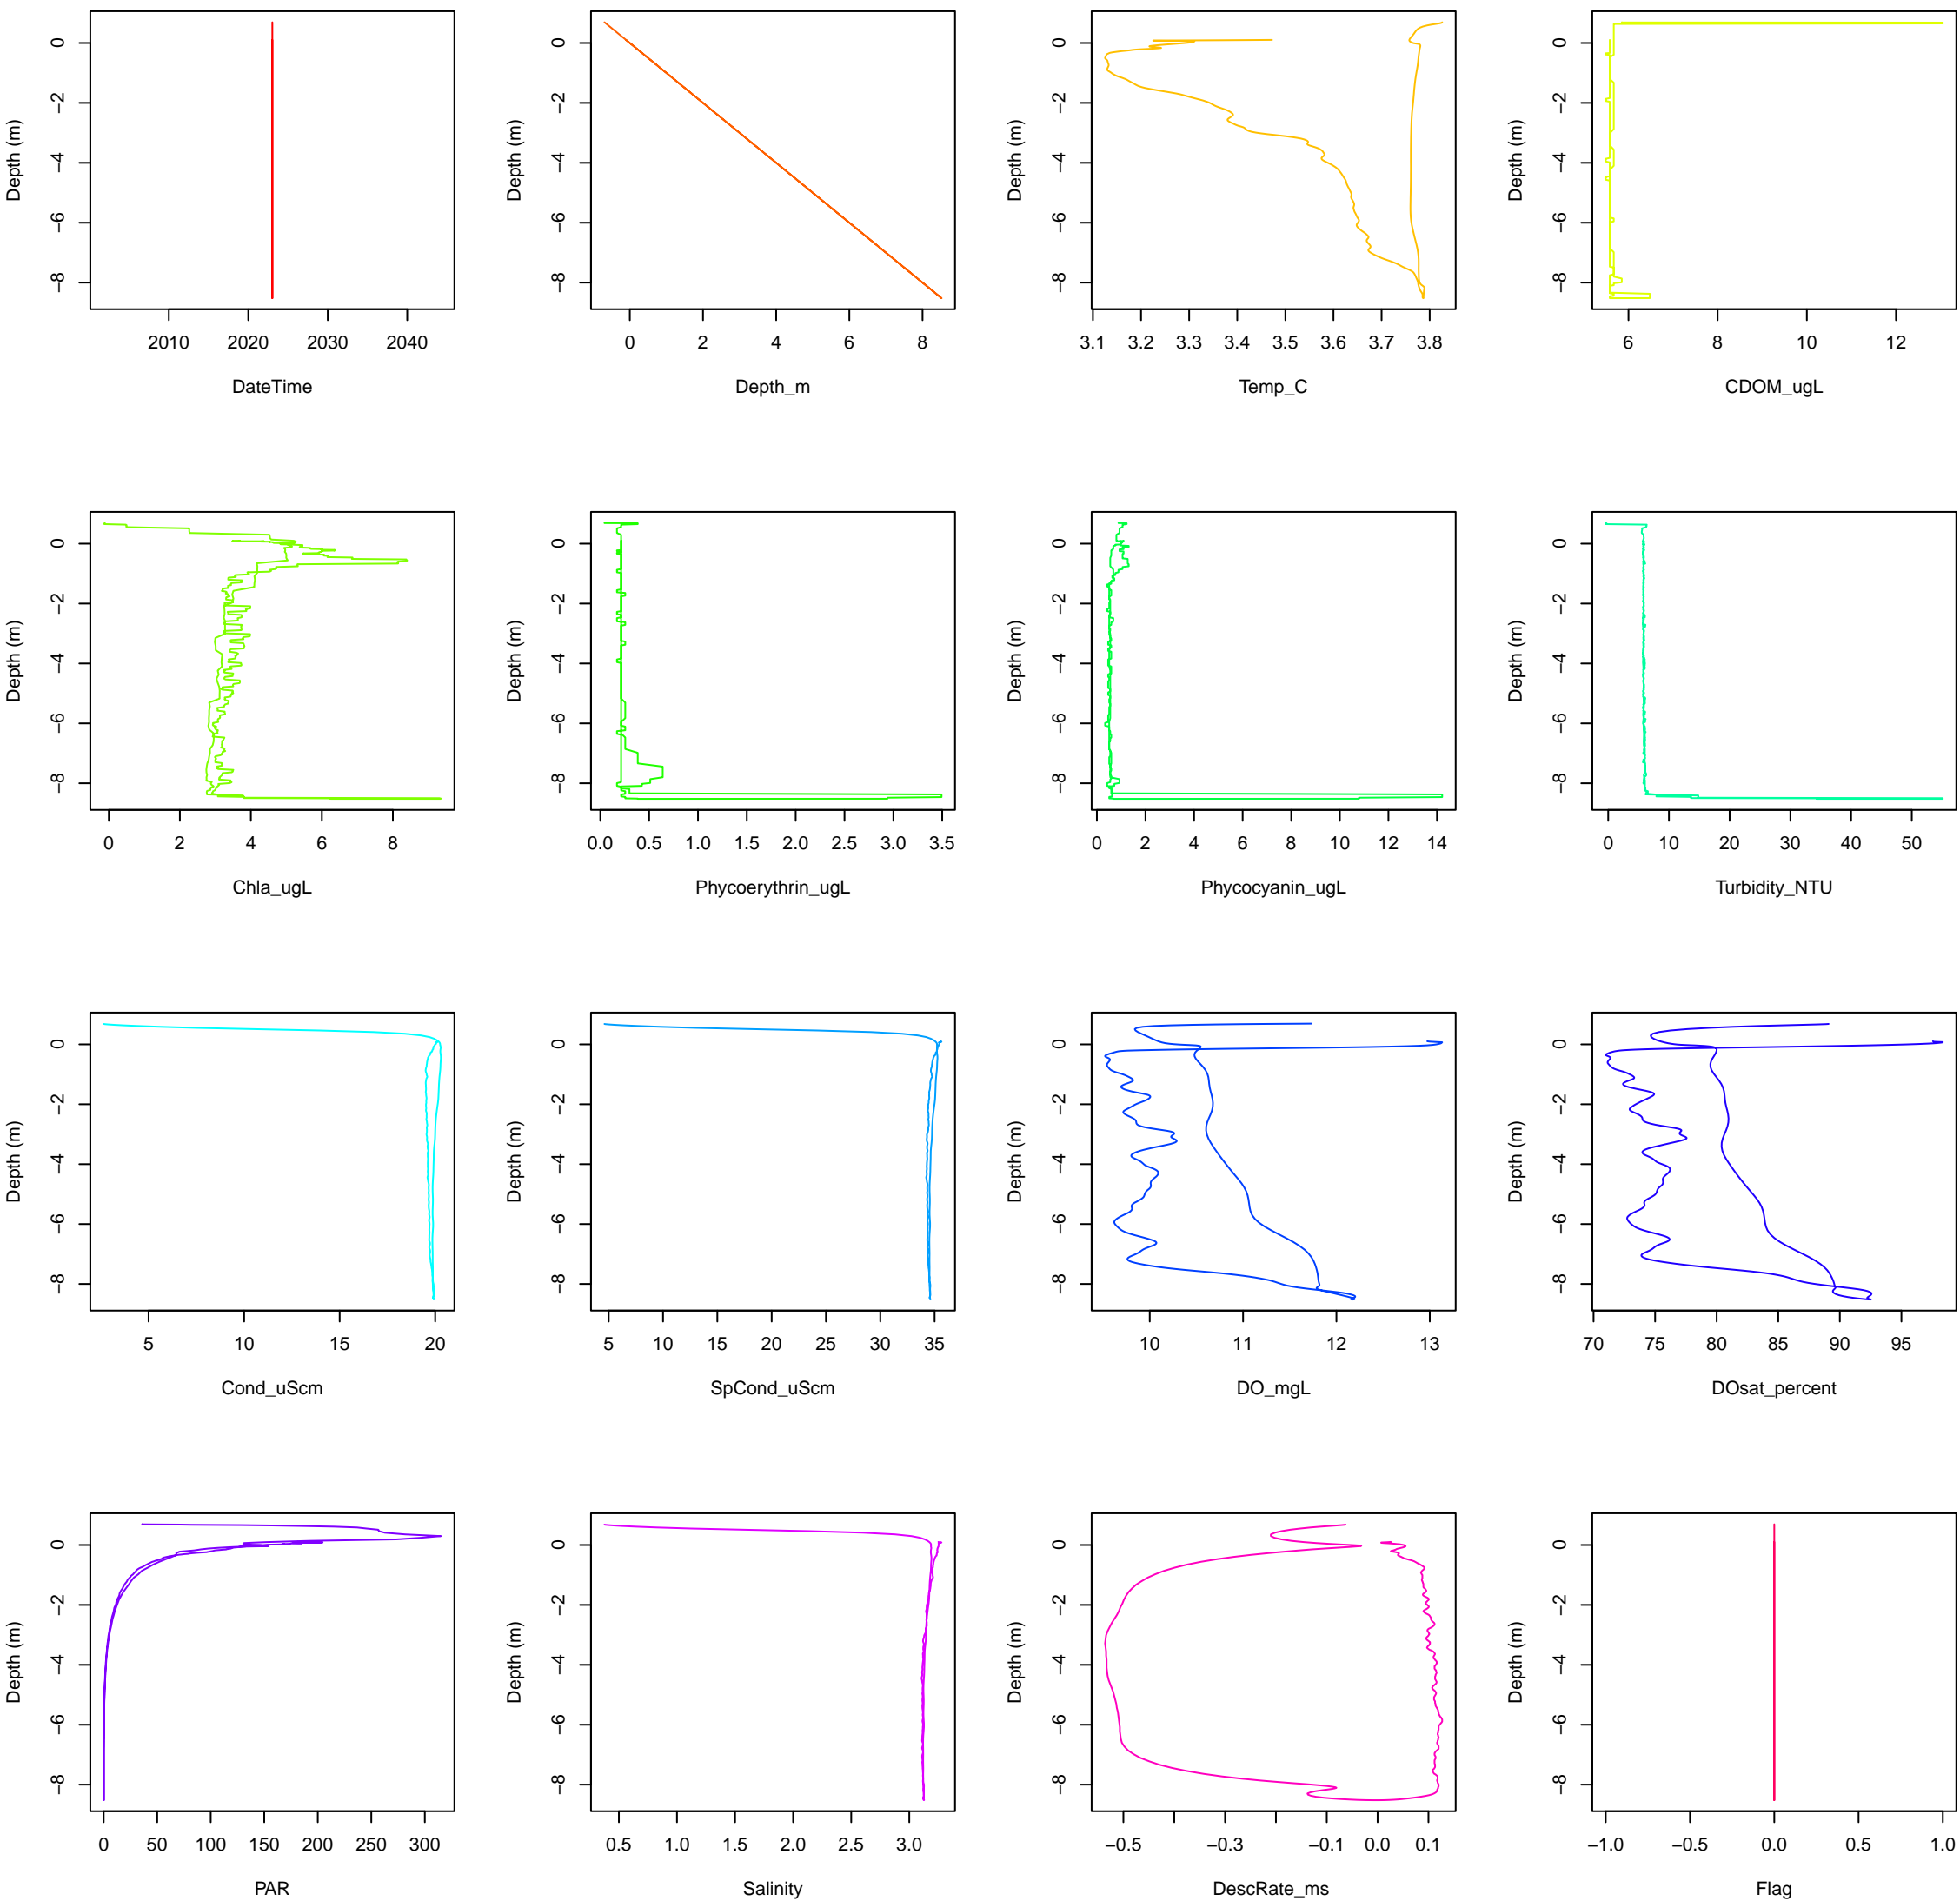 Depth (m)
0
−2
−4
−6
−8
2010 2020 2030 2040
DateTime
Depth (m)
0
−2
−4
−6
−8
0 2 4 6 8
Depth_m
Depth (m)
0
−2
−4
−6
−8
3.1 3.2 3.3 3.4 3.5 3.6 3.7 3.8
Temp_C
Depth (m)
0
−2
−4
−6
−8
6 8 10 12
CDOM_ugL
Depth (m)
0
−2
−4
−6
−8
0 2 4 6 8
Chla_ugL
Depth (m)
0
−2
−4
−6
−8
0.0 0.5 1.0 1.5 2.0 2.5 3.0 3.5
Phycoerythrin_ugL
Depth (m)
0
−2
−4
−6
−8
0 2 4 6 8 10 12 14
Phycocyanin_ugL
Depth (m)
0
−2
−4
−6
−8
0 10 20 30 40 50
Turbidity_NTU
Depth (m)
0
−2
−4
−6
−8
5 10 15 20
Cond_uScm
Depth (m)
0
−2
−4
−6
−8
5 10 15 20 25 30 35
SpCond_uScm
Depth (m)
0
−2
−4
−6
−8
10 11 12 13
DO_mgL
Depth (m)
0
−2
−4
−6
−8
70 75 80 85 90 95
DOsat_percent
Depth (m)
0
−2
−4
−6
−8
0 50 100 150 200 250 300
PAR
Depth (m)
0
−2
−4
−6
−8
0.5 1.0 1.5 2.0 2.5 3.0
Salinity
Depth (m)
0
−2
−4
−6
−8
−0.5 −0.3 −0.1 0.0 0.1
DescRate_ms
Depth (m)
0
−2
−4
−6
−8
−1.0 −0.5 0.0 0.5 1.0
Flag